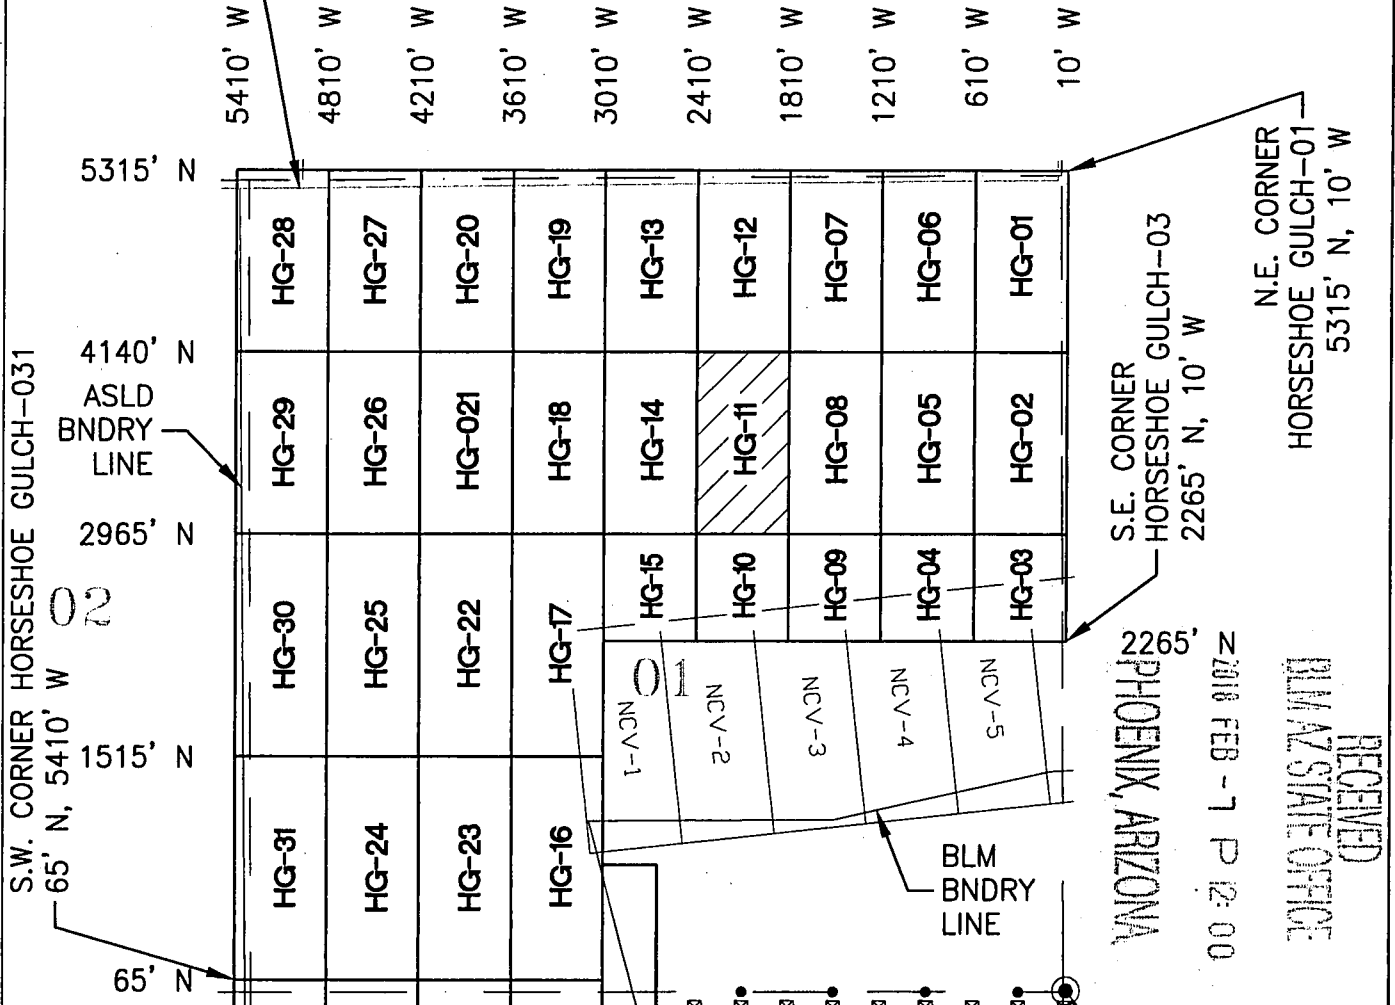 5410' W
4810' W
4210' W
3610' W
3010' W
2410' W
1810' W
1210' W
610' W
10' W
5315' N
HG-28
HG-27
HG-20
HG-19
HG-13
HG-12
HG-07
HG-06
HG-01
N.E. CORNER
HORSESHOE GULCH-01
5315' N, 10' W
4140' N
ASLD
BNDRY
LINE
HG-29
HG-26
HG-021
HG-18
HG-14
HG-11
HG-08
HG-05
HG-02
S.E. CORNER
HORSESHOE GULCH-03
2265' N, 10' W
2965' N
HG-15
HG-10
HG-09
HG-04
HG-03
02
HG-30
HG-25
HG-22
HG-17
01
2265' N
NCV-1
NCV-2
NCV-3
NCV-4
NCV-5
S.W. CORNER HORSESHOE GULCH-031
65' N, 5410' W
1515' N
HG-31
HG-24
HG-23
HG-16
BLM
BNDRY
LINE
65' N
RECEIVED
BLM AZ STATE OFFICE
2018 FEB -7 P 12:00
PHOENIX, ARIZONA